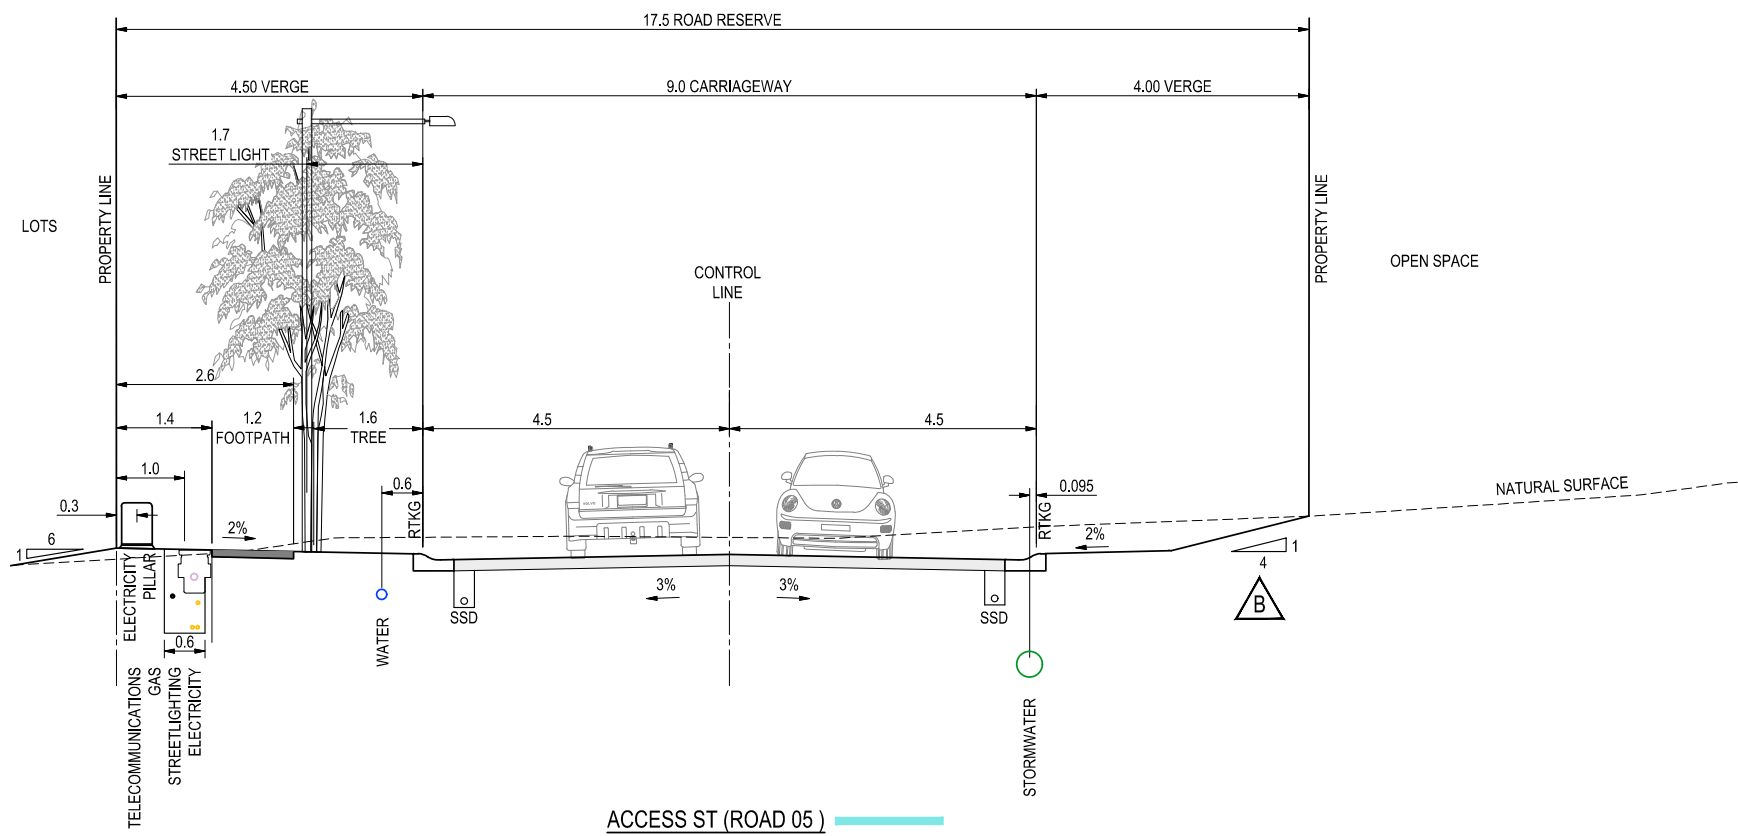 17.5 ROAD RESERVE
4.50 VERGE
9.0 CARRIAGEWAY
4.00 VERGE
1.7
STREET LIGHT
PROPERTY LINE
PROPERTY LINE
LOTS
OPEN SPACE
CONTROL
LINE
2.6
1.4
1.2
FOOTPATH
1.6
TREE
4.5
4.5
1.0
0.6
0.095
NATURAL SURFACE
0.3
RTKG
RTKG
VOLVO
6
1
2%
2%
1
4
B
ELECTRICITY
PILLAR
3%
3%
SSD
SSD
0.6
WATER
TELECOMMUNICATIONS
GAS
STREETLIGHTING
ELECTRICITY
STORMWATER
ACCESS ST (ROAD 05 )